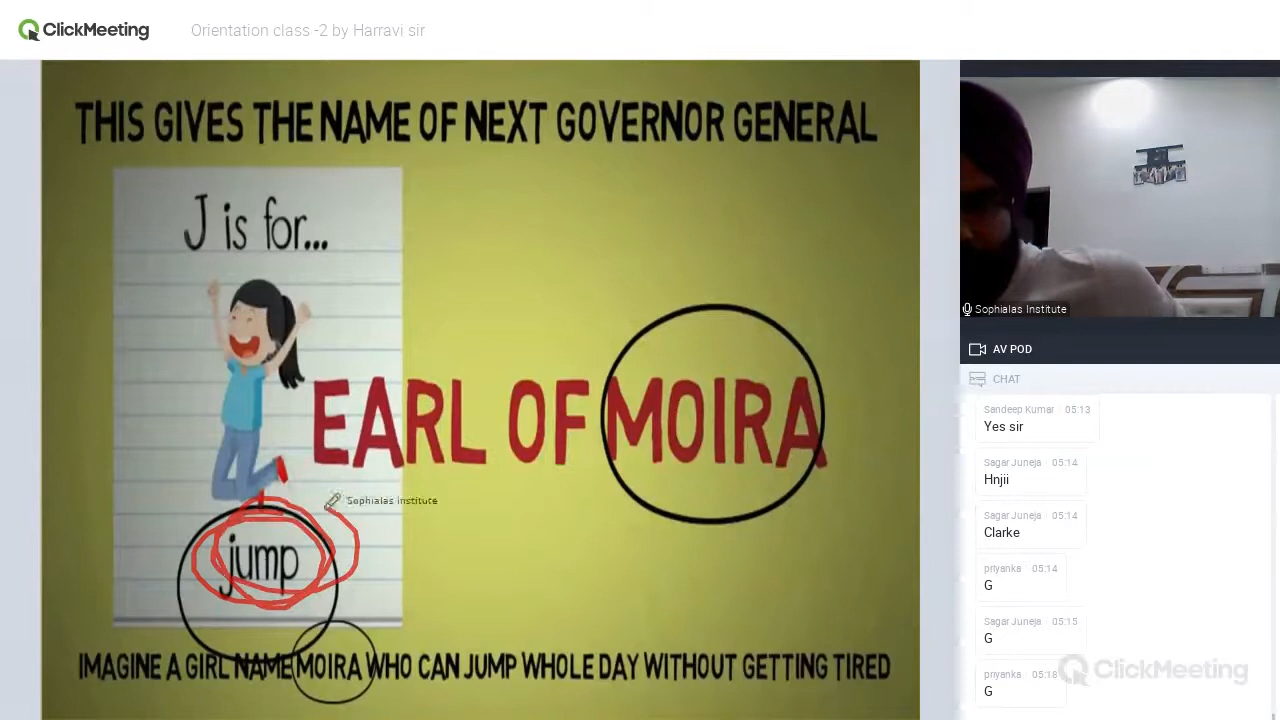 ClickMeeting
Orientation class -2 by Harravi sir
THIS GIVES THE NAME OF NEXT GOVERNOR GENERAL
J is for...
EARL OF MOIRA
Sophialas Institute
jump
IMAGINE A GIRL NAME MOIRA WHO CAN JUMP WHOLE DAY WITHOUT GETTING TIRED
Sophialas Institute
AV POD
CHAT
Sandeep Kumar 05:13
Yes sir
Sagar Juneja 05:14
Hnjii
Sagar Juneja 05:14
Clarke
priyanka 05:14
G
Sagar Juneja 05:15
G
priyanka 05:18
G
ClickMeeting